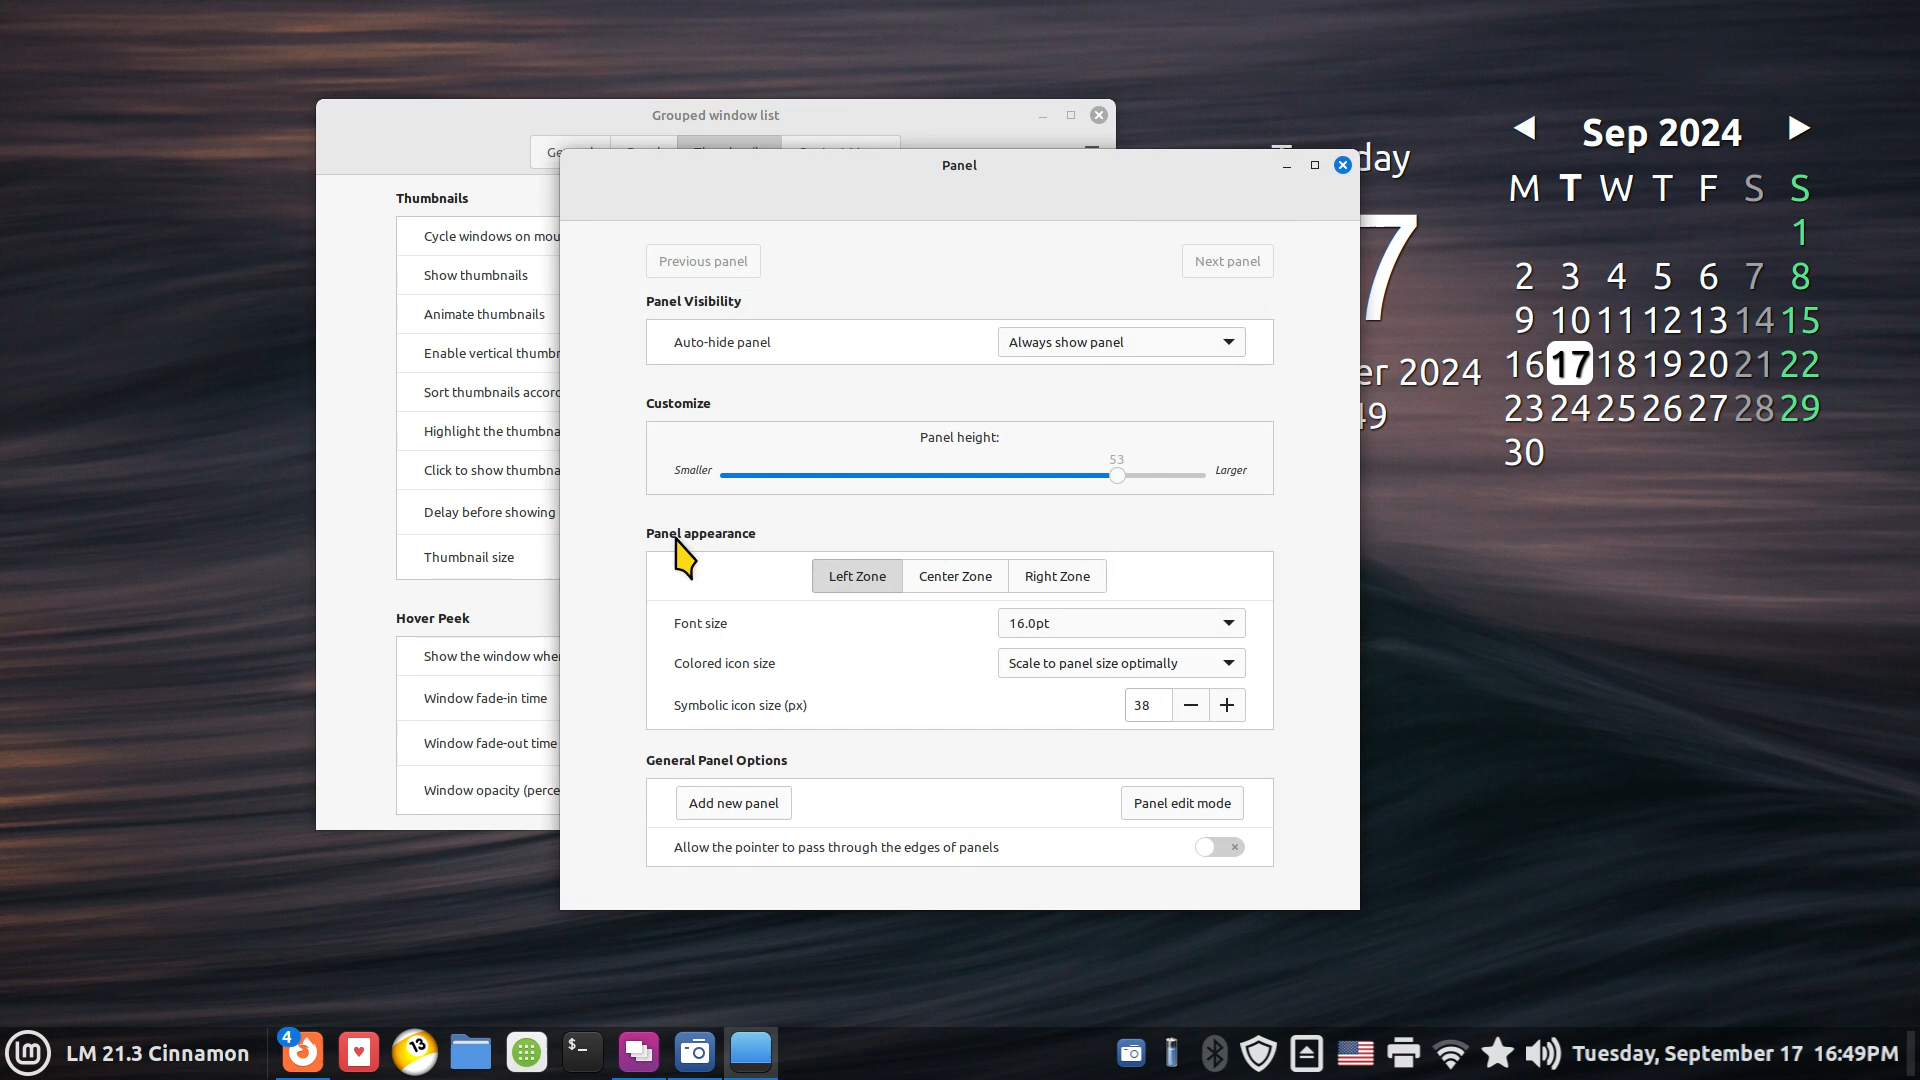 Grouped window list
Thumbnails
Cycle windows on mou
Show thumbnails
Animate thumbnails
Enable vertical thumbn
Sort thumbnails accord
Highlight the thumbna
Click to show thumbna
Delay before showing
Thumbnail size
Hover Peek
Show the window when
Window fade-in time
Window fade-out time
Window opacity (perce
Panel
Previous panel
Next panel
Panel Visibility
Auto-hide panel
Always show panel
Customize
Panel height:
53
Smaller
Larger
Panel appearance
Left Zone
Center Zone
Right Zone
Font size
16.0pt
Colored icon size
Scale to panel size optimally
Symbolic icon size (px)
38
General Panel Options
Add new panel
Panel edit mode
Allow the pointer to pass through the edges of panels
day
7
er 2024
49
Sep 2024
M T W T F S S
1
2 3 4 5 6 7 8
9 10 11 12 13 14 15
16 17 18 19 20 21 22
23 24 25 26 27 28 29
30
LM 21.3 Cinnamon
4
13
$_
Tuesday, September 17 16:49PM